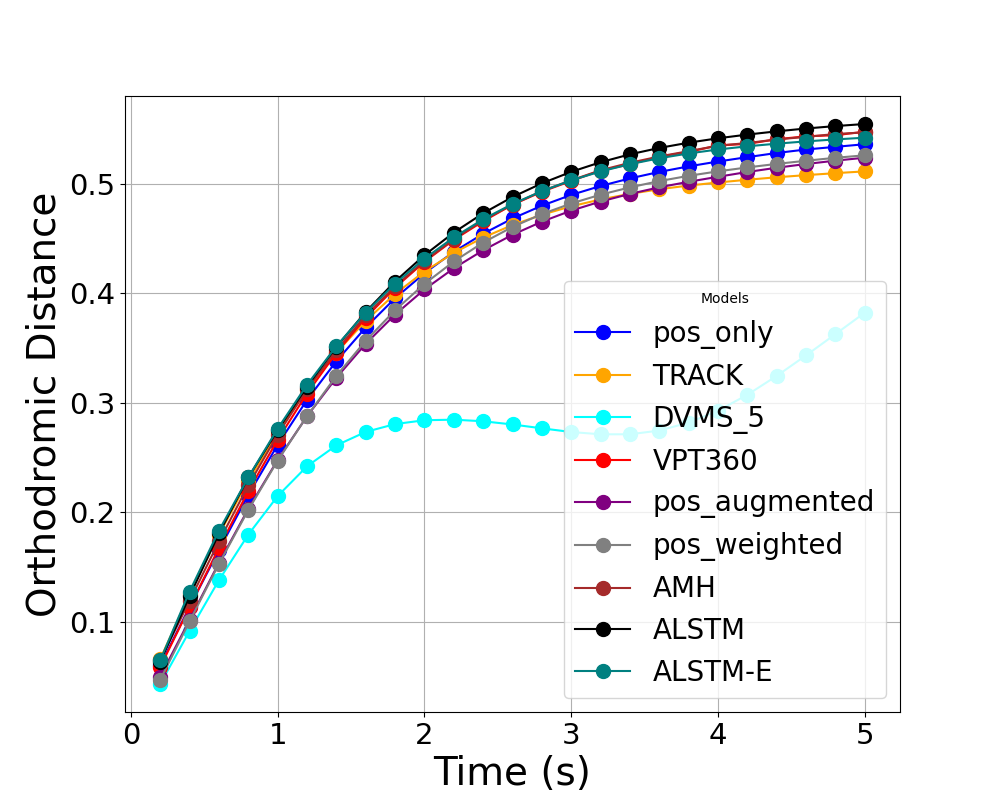 Orthodromic Distance
0.5
0.4
0.3
0.2
0.1
Models
pos_only
TRACK
DVMS_5
VPT360
pos_augmented
pos_weighted
AMH
ALSTM
ALSTM-E
0 1 2 3 4 5
Time (s)